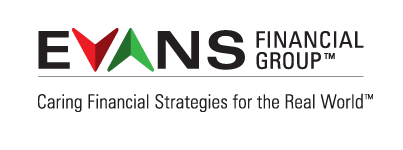 EVANS FINANCIAL GROUP™
Caring Financial Strategies for the Real World™